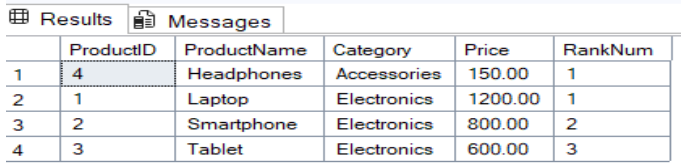 Results Messages
ProductID ProductName Category Price RankNum
1 4 Headphones Accessories 150.00 1
2 1 Laptop Electronics 1200.00 1
3 2 Smartphone Electronics 800.00 2
4 3 Tablet Electronics 600.00 3